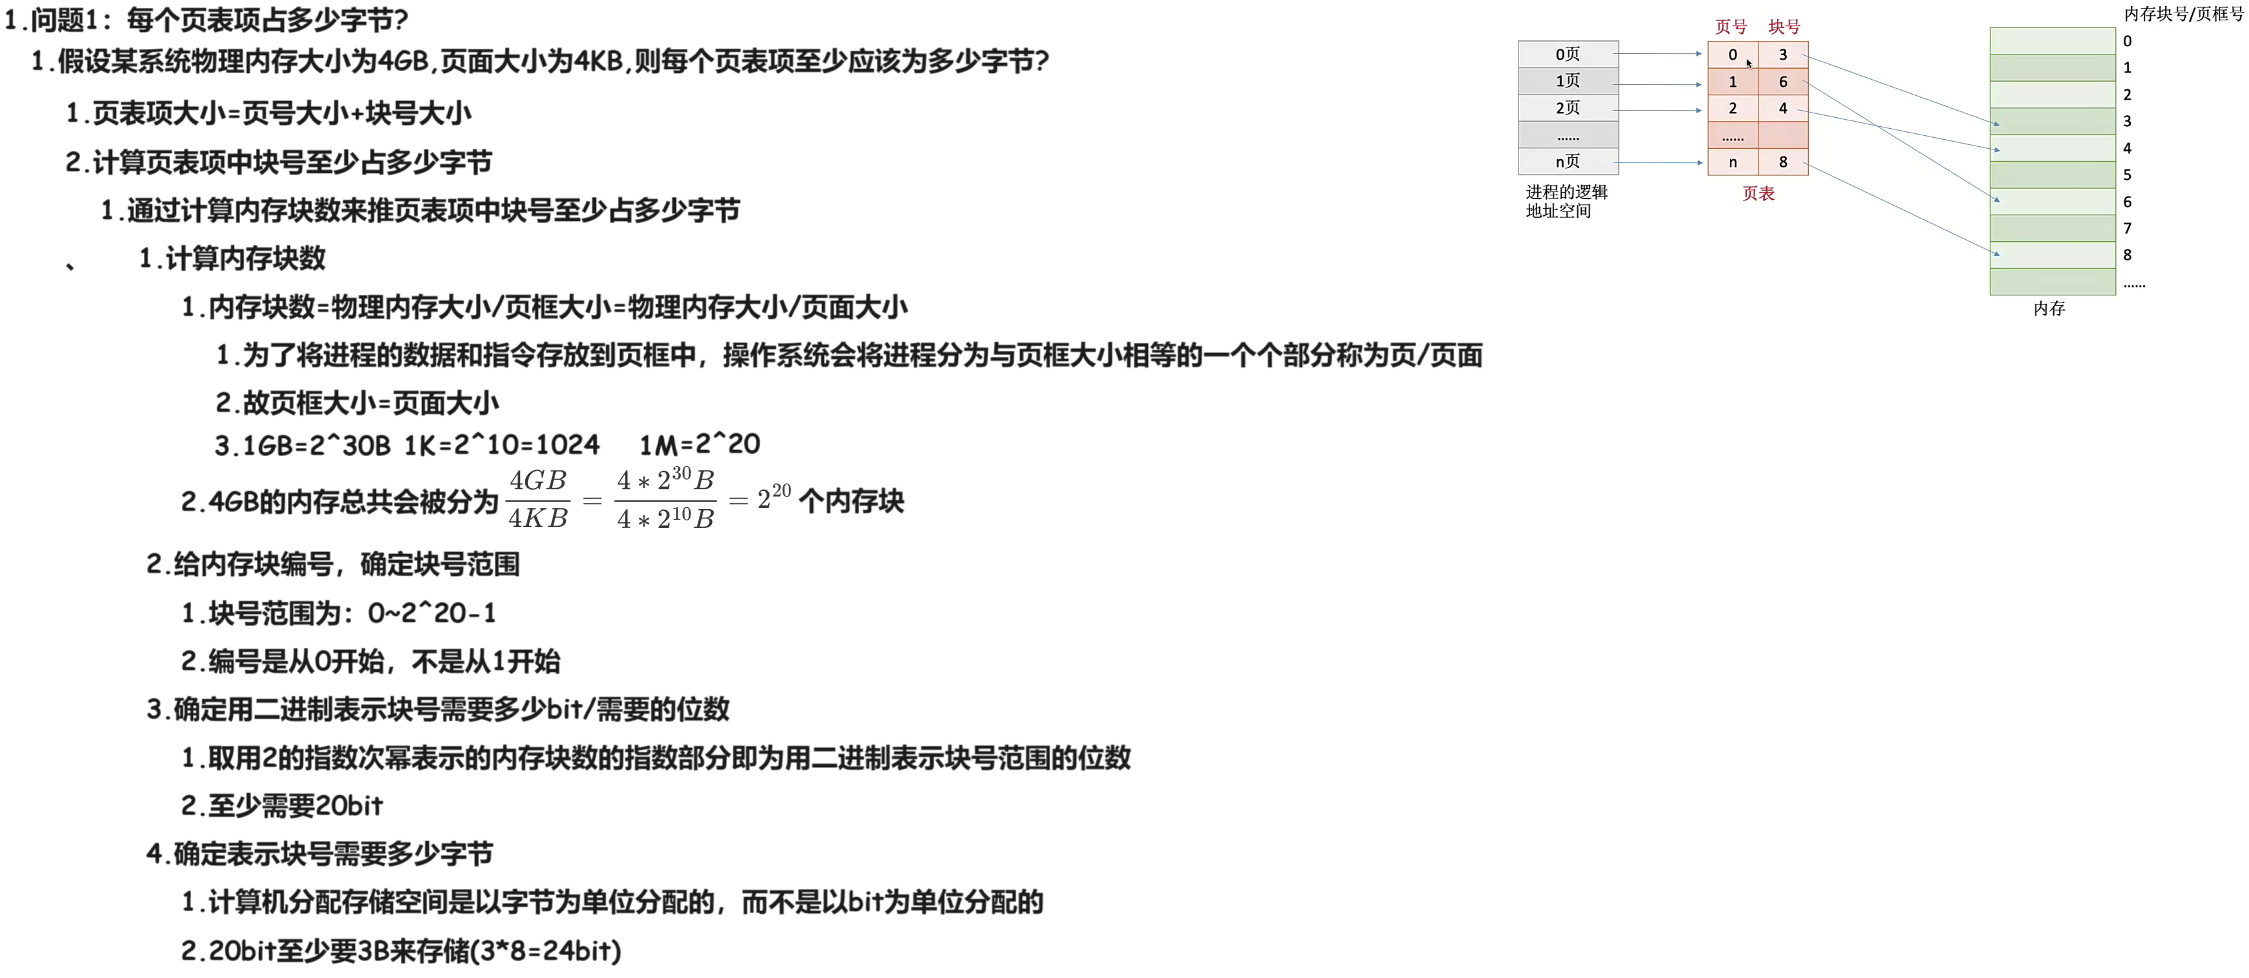 1.问题1：每个页表项占多少字节?
1.假设某系统物理内存大小为4GB,页面大小为4KB,则每个页表项至少应该为多少字节?
1.页表项大小=页号大小+块号大小
2.计算页表项中块号至少占多少字节
1.通过计算内存块数来推页表项中块号至少占多少字节
、 1.计算内存块数
1.内存块数=物理内存大小/页框大小=物理内存大小/页面大小
1.为了将进程的数据和指令存放到页框中，操作系统会将进程分为与页框大小相等的一个个部分称为页/页面
2.故页框大小=页面大小
3.1GB=2^30B 1K=2^10=1024 1M=2^20
2.4GB的内存总共会被分为 \frac{4GB}{4KB} = \frac{4*2^{30}B}{4*2^{10}B} = 2^{20} 个内存块
2.给内存块编号，确定块号范围
1.块号范围为：0~2^20-1
2.编号是从0开始，不是从1开始
3.确定用二进制表示块号需要多少bit/需要的位数
1.取用2的指数次幂表示的内存块数的指数部分即为用二进制表示块号范围的位数
2.至少需要20bit
4.确定表示块号需要多少字节
1.计算机分配存储空间是以字节为单位分配的，而不是以bit为单位分配的
2.20bit至少要3B来存储(3*8=24bit)
0页
1页
2页
......
n页
进程的逻辑
地址空间
页号 块号
0 3
1 6
2 4
......
n 8
页表
内存块号/页框号
0
1
2
3
4
5
6
7
8
......
内存